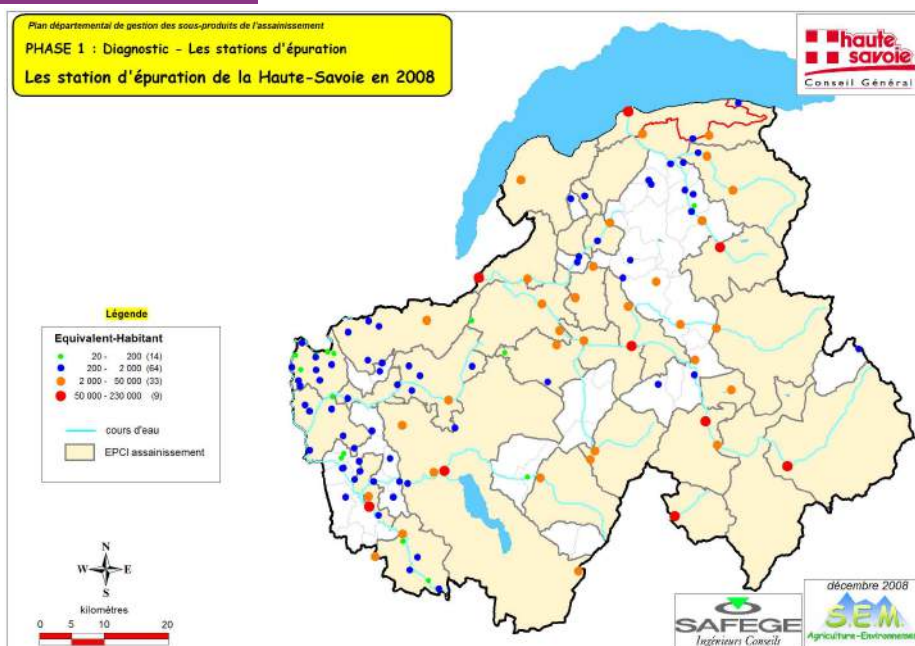 Plan départemental de gestion des sous-produits de l'assainissement
PHASE 1 : Diagnostic - Les stations d'épuration
Les station d'épuration de la Haute-Savoie en 2008
haute
savoie
Conseil Général
Légende
Equivalent-Habitant
20 - 200 (14)
200 - 2 000 (64)
2 000 - 50 000 (33)
50 000 - 230 000 (9)
cours d'eau
EPCI assainissement
N
W E
S
kilomètres
0 5 10 20
SAFEGE
Ingénieurs Conseils
décembre 2008
S.E.M.
Agriculture-Environnement